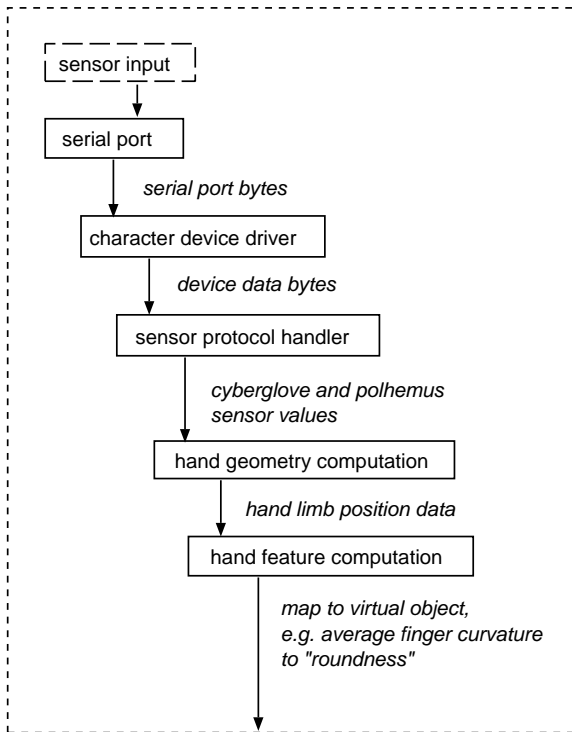 sensor input
serial port
serial port bytes
character device driver
device data bytes
sensor protocol handler
cyberglove and polhemus
sensor values
hand geometry computation
hand limb position data
hand feature computation
map to virtual object,
e.g. average finger curvature
to "roundness"